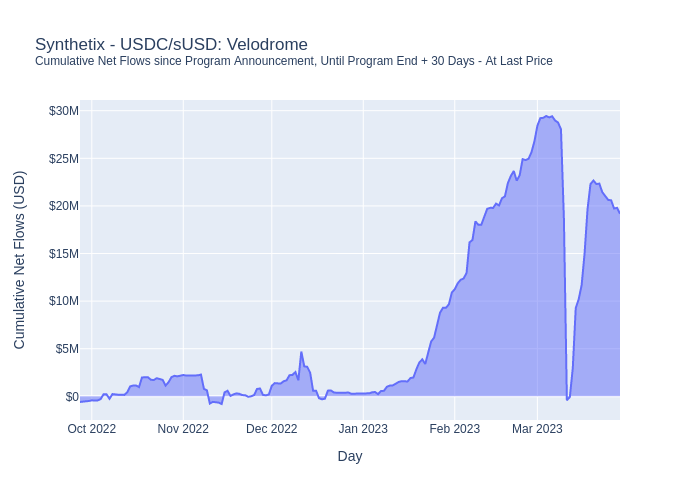 Synthetix - USDC/sUSD: Velodrome
Cumulative Net Flows since Program Announcement, Until Program End + 30 Days - At Last Price
Cumulative Net Flows (USD)
$30M
$25M
$20M
$15M
$10M
$5M
$0
Oct 2022 Nov 2022 Dec 2022 Jan 2023 Feb 2023 Mar 2023
Day